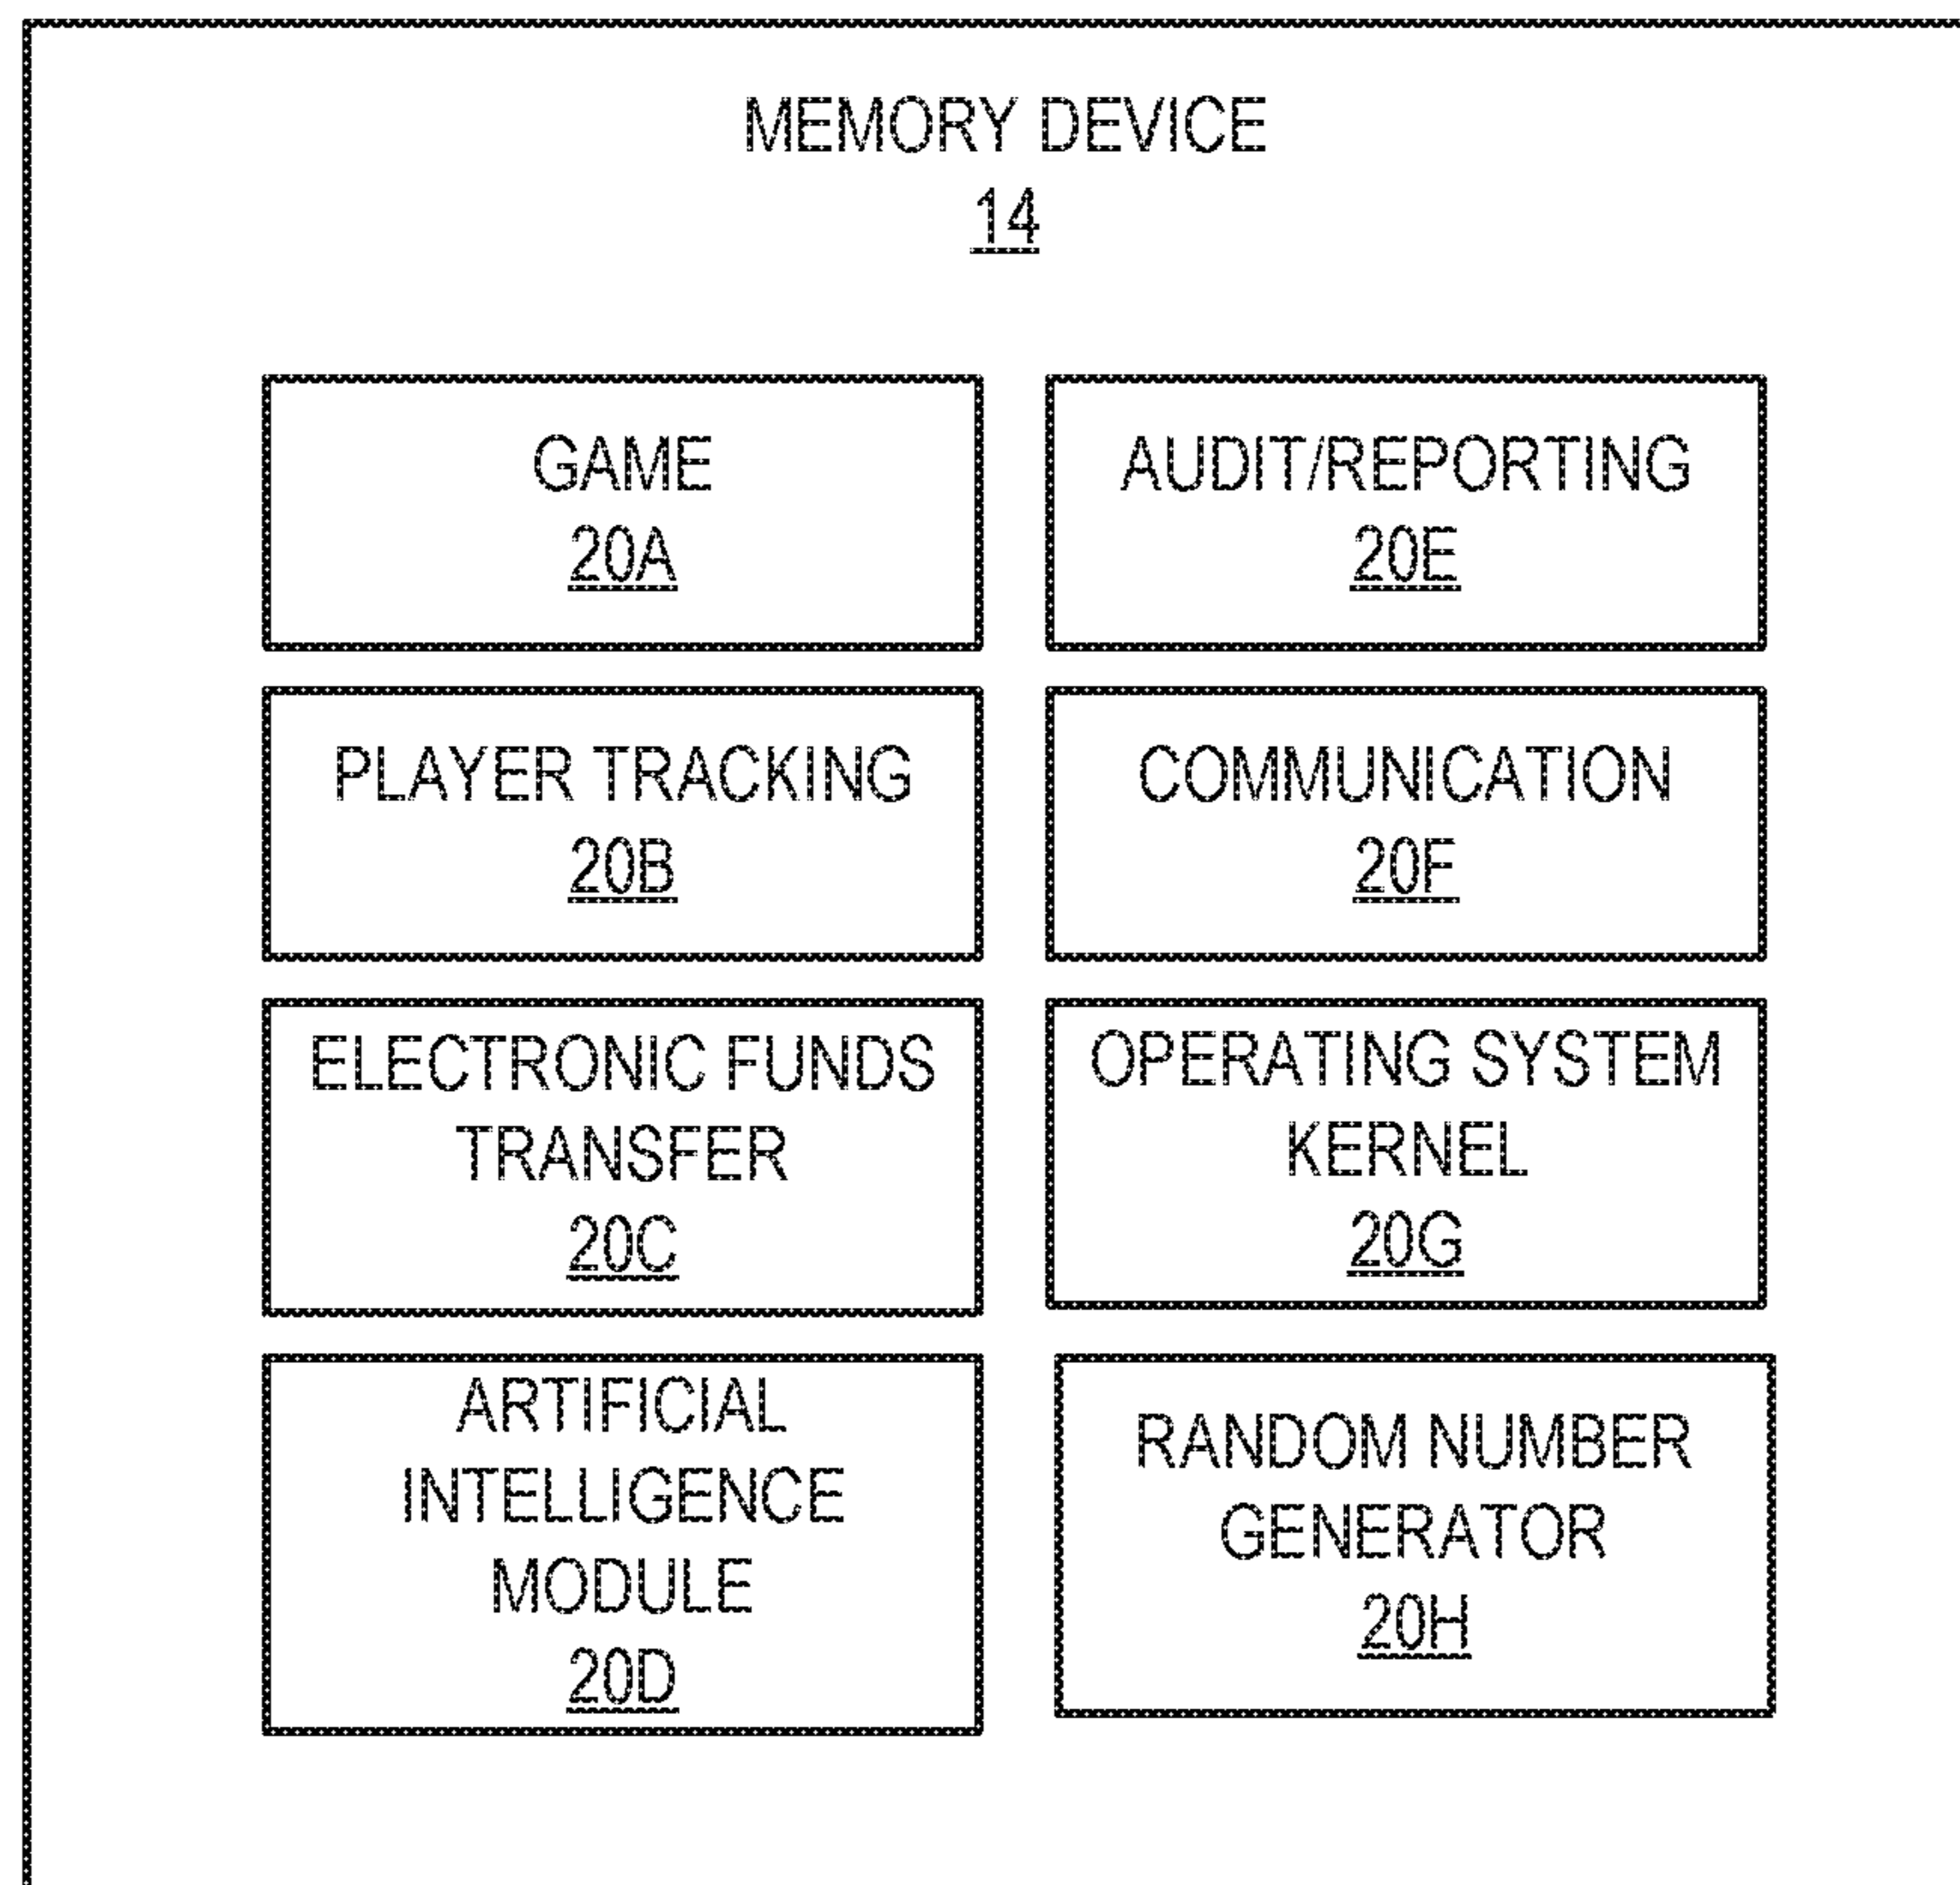 MEMORY DEVICE
14
GAME
20A
PLAYER TRACKING
20B
ELECTRONIC FUNDS
TRANSFER
20C
ARTIFICIAL
INTELLIGENCE
MODULE
20D
AUDIT/REPORTING
20E
COMMUNICATION
20F
OPERATING SYSTEM
KERNEL
20G
RANDOM NUMBER
GENERATOR
20H